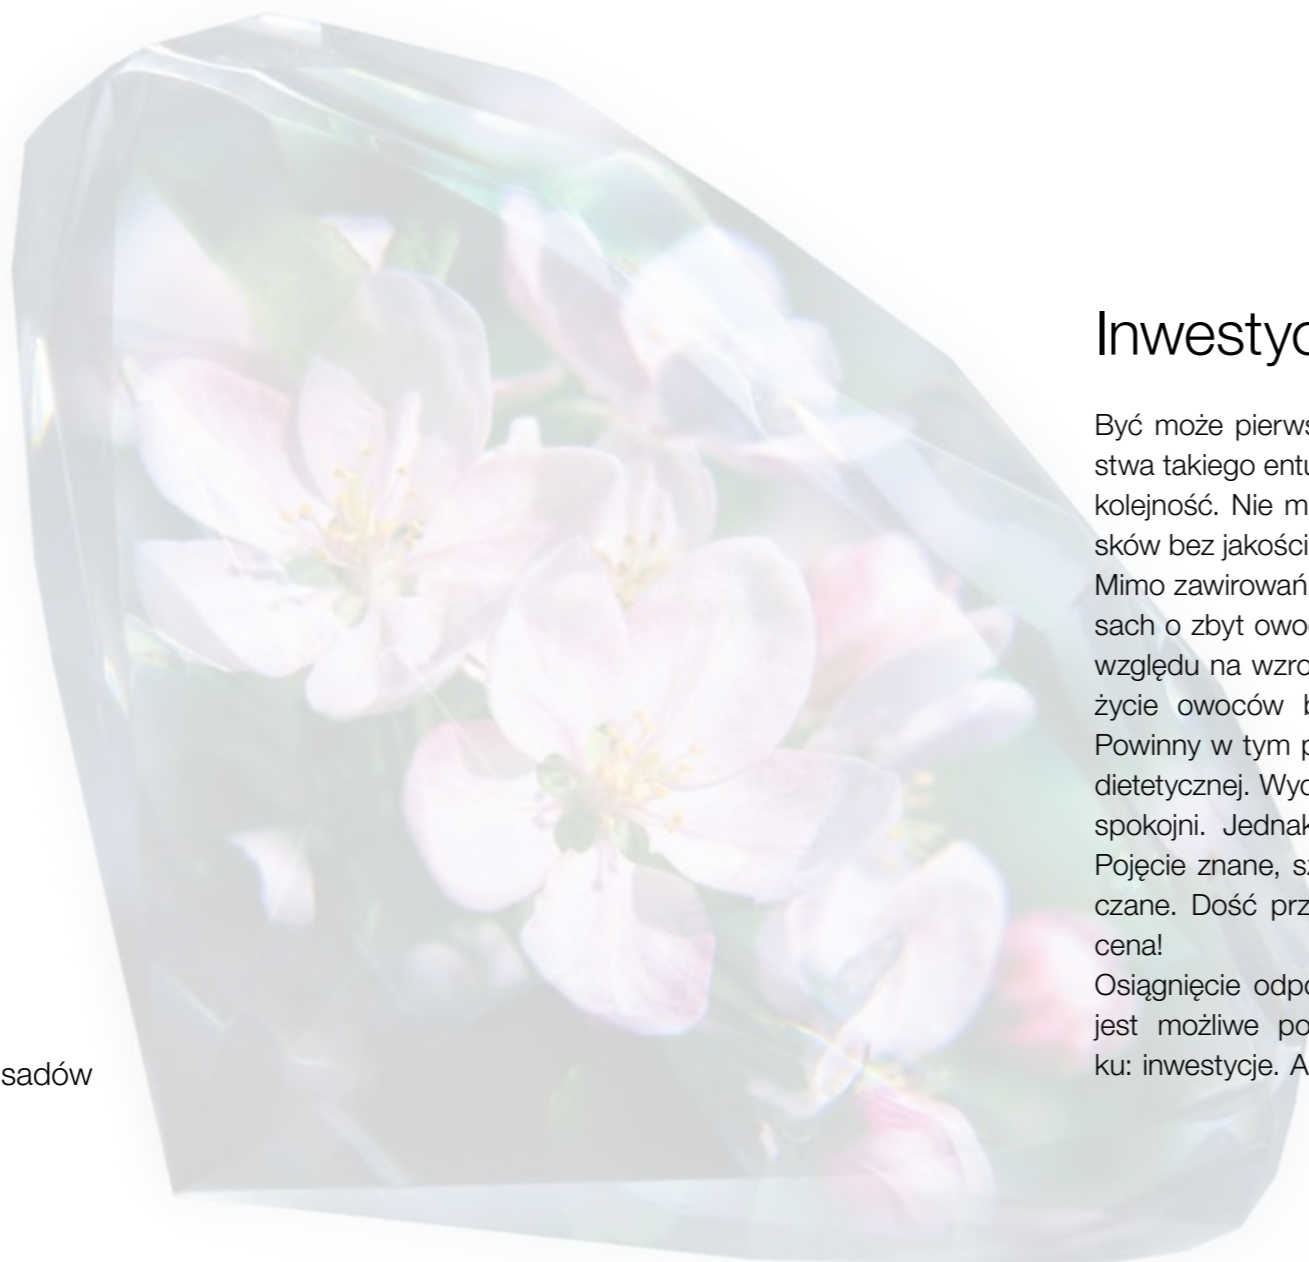 sadów
Inwestyc
Być może pierws
stwa takiego entu
kolejność. Nie m
sków bez jakości
Mimo zawirowań
sach o zbyt owo
względu na wzro
życie owoców b
Powinny w tym p
dietetycznej. Wyc
spokojni. Jednak
Pojęcie znane, sz
czane. Dość prz
cena!
Osiągnięcie odpo
jest możliwe po
ku: inwestycje. A